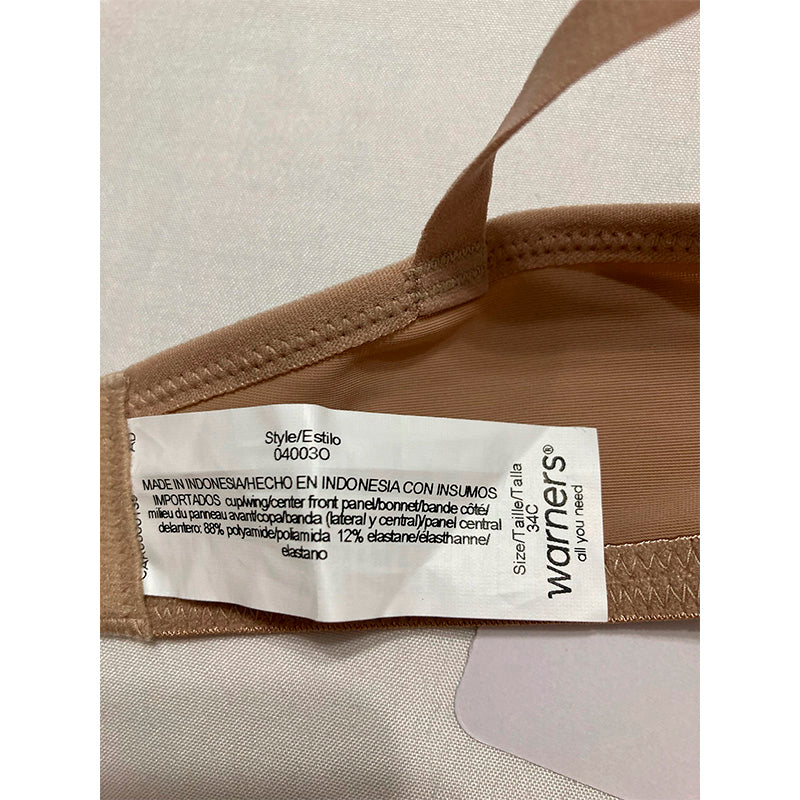 Style/Estilo
04003O
MADE IN INDONESIA/HECHO EN INDONESIA CON INSUMOS
IMPORTADOS cup/wing/center front panel/bonnet/bande côté/
milieu du panneau avant/copa/banda (lateral y central)/panel central
delantero: 88% polyamide/poliamida 12% elastane/élasthanne/
elastano
Size/Taille/Talla
34C
warners®
all you need